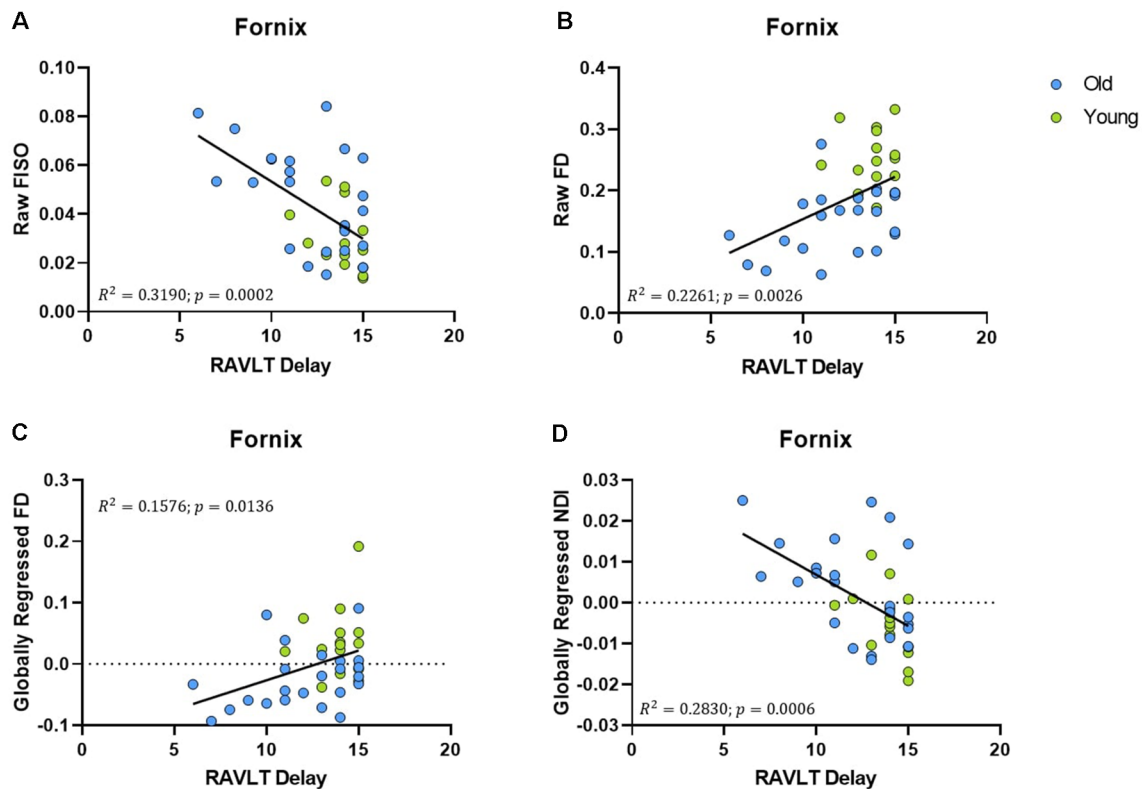 A
Fornix
Raw FISO
0.10
0.08
0.06
0.04
0.02
0.00
R² = 0.3190; p = 0.0002
0
5
10
15
20
RAVLT Delay
B
Fornix
Raw FD
0.4
0.3
0.2
0.1
0.0
R² = 0.2261; p = 0.0026
0
5
10
15
20
RAVLT Delay
Old
Young
C
Fornix
Globally Regressed FD
0.3
0.2
0.1
0.0
-0.1
R² = 0.1576; p = 0.0136
0
5
10
15
20
RAVLT Delay
D
Fornix
Globally Regressed NDI
0.03
0.02
0.01
0.00
-0.01
-0.02
-0.03
R² = 0.2830; p = 0.0006
0
5
10
15
20
RAVLT Delay